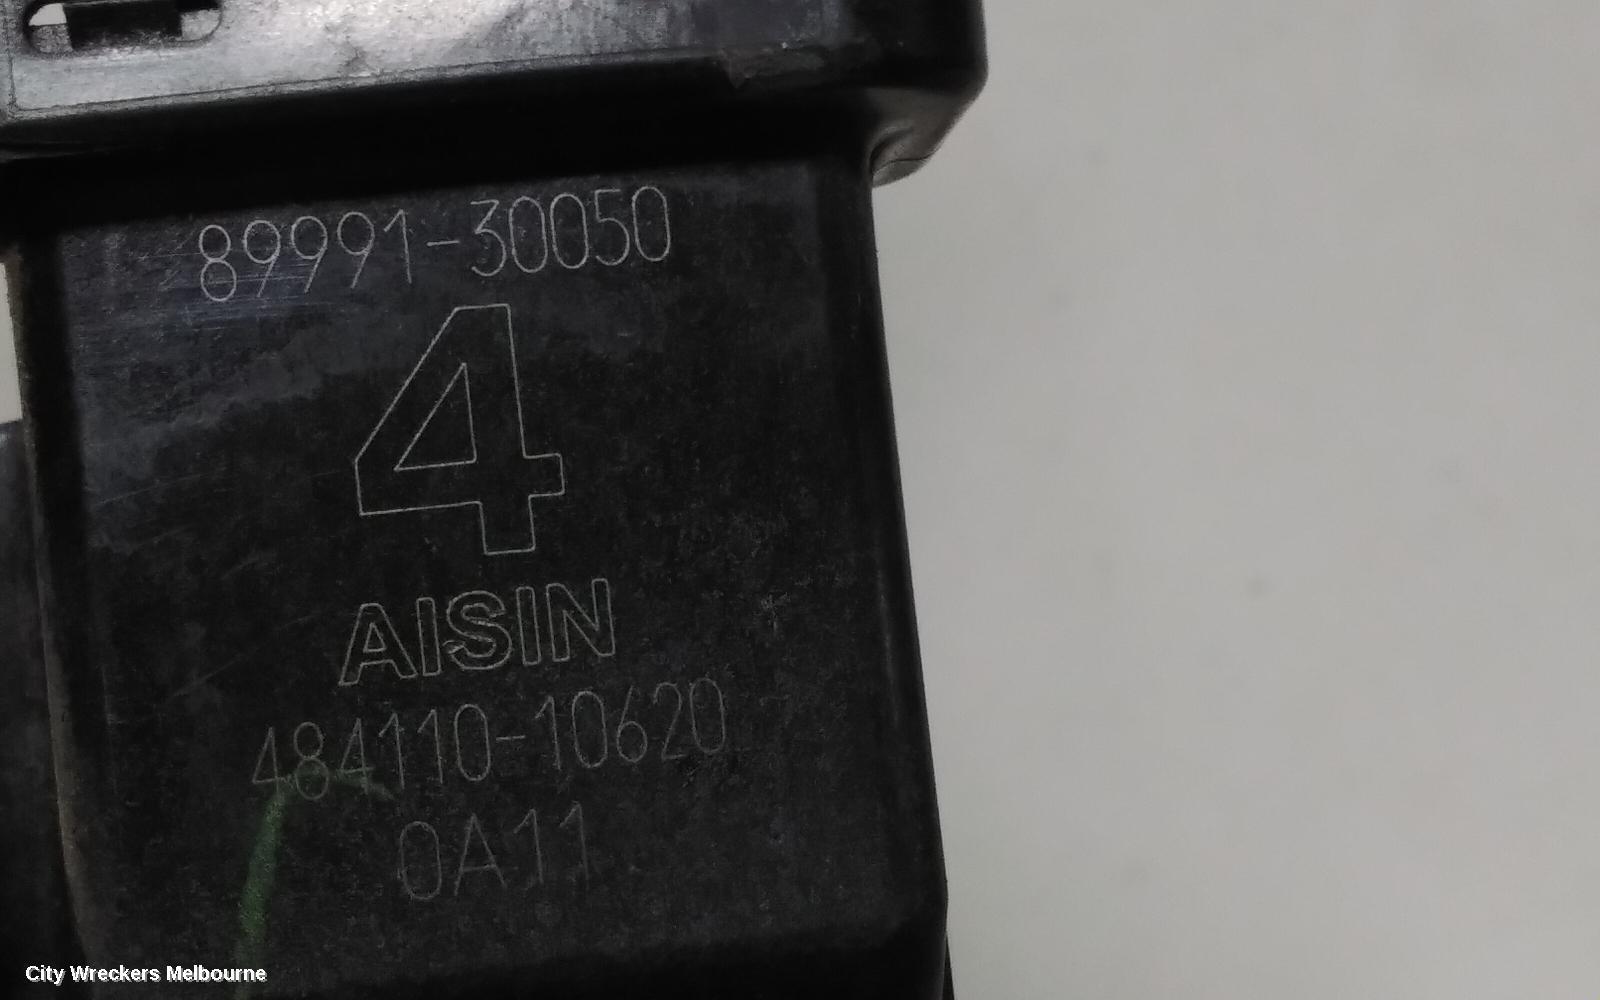 89991-30050
4
AISIN
484110-10620
0A11
City Wreckers Melbourne